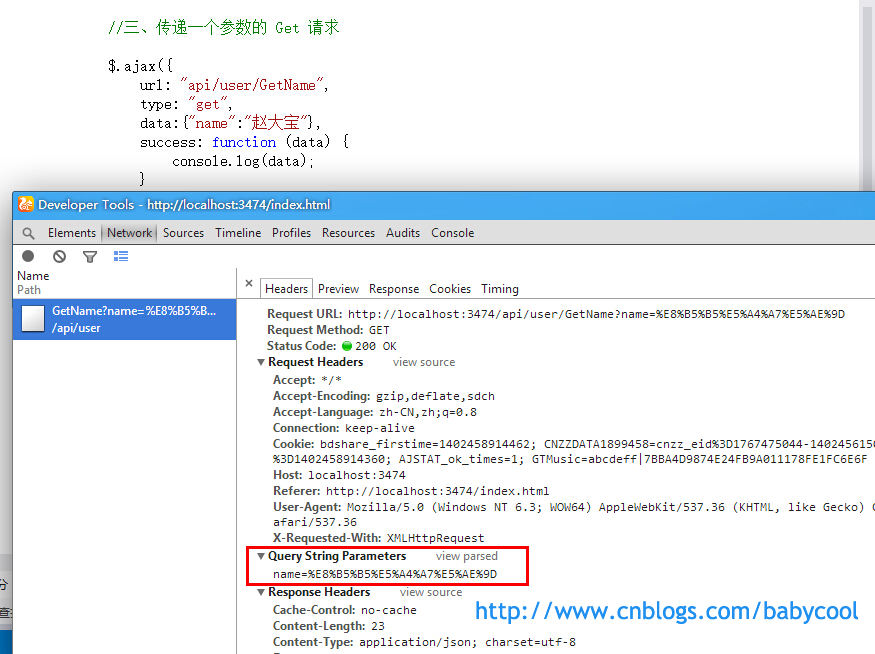 //三、传递一个参数的 Get 请求
$.ajax({
url: "api/user/GetName",
type: "get",
data:{"name":"赵大宝"},
success: function (data) {
console.log(data);
}
Developer Tools - http://localhost:3474/index.html
Elements Network Sources Timeline Profiles Resources Audits Console
Name
Path
× Headers Preview Response Cookies Timing
GetName?name=%E8%B5%B...
/api/user
Request URL: http://localhost:3474/api/user/GetName?name=%E8%B5%B5%E5%A4%A7%E5%AE%9D
Request Method: GET
Status Code: 200 OK
▼Request Headers view source
Accept: */*
Accept-Encoding: gzip,deflate,sdch
Accept-Language: zh-CN,zh;q=0.8
Connection: keep-alive
Cookie: bdshare_firstime=1402458914462; CNZZDATA1899458=cnzz_eid%3D1767475044-140245615
%3D1402458914360; AJSTAT_ok_times=1; GTMusic=abcdeff|7BBA4D9874E24FB9A011178FE1FC6E6F
Host: localhost:3474
Referer: http://localhost:3474/index.html
User-Agent: Mozilla/5.0 (Windows NT 6.3; WOW64) AppleWebKit/537.36 (KHTML, like Gecko)
afari/537.36
X-Requested-With: XMLHttpRequest
▼Query String Parameters view parsed
name=%E8%B5%B5%E5%A4%A7%E5%AE%9D
▼Response Headers view source
Cache-Control: no-cache
Content-Length: 23
Content-Type: application/json; charset=utf-8
http://www.cnblogs.com/babycool